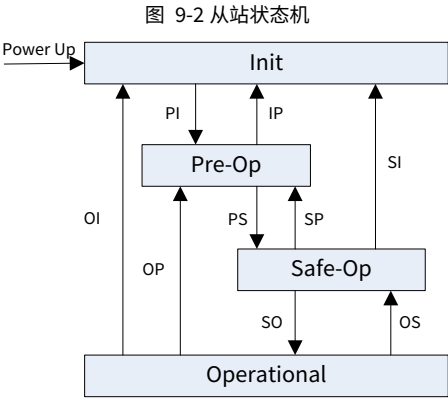 图 9-2 从站状态机
Power Up
Init
PI
IP
SI
Pre-Op
OI
PS
SP
OP
Safe-Op
SO
OS
Operational